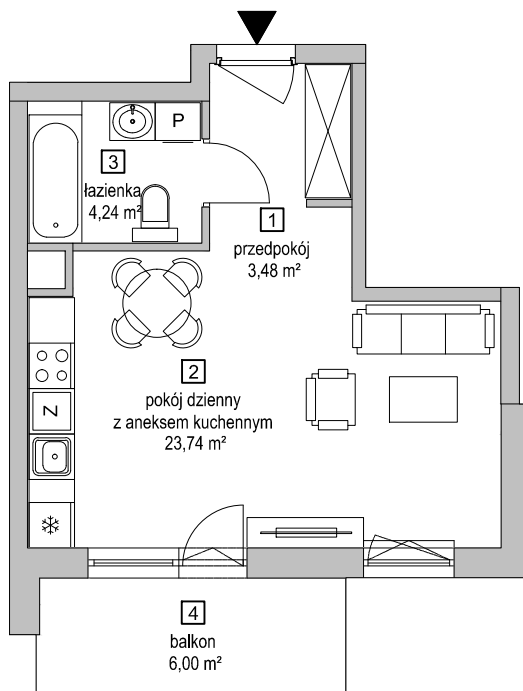 P
3
łazienka
4,24 m²
1
przedpokój
3,48 m²
2
pokój dzienny
z aneksem kuchennym
23,74 m²
Z
4
balkon
6,00 m²